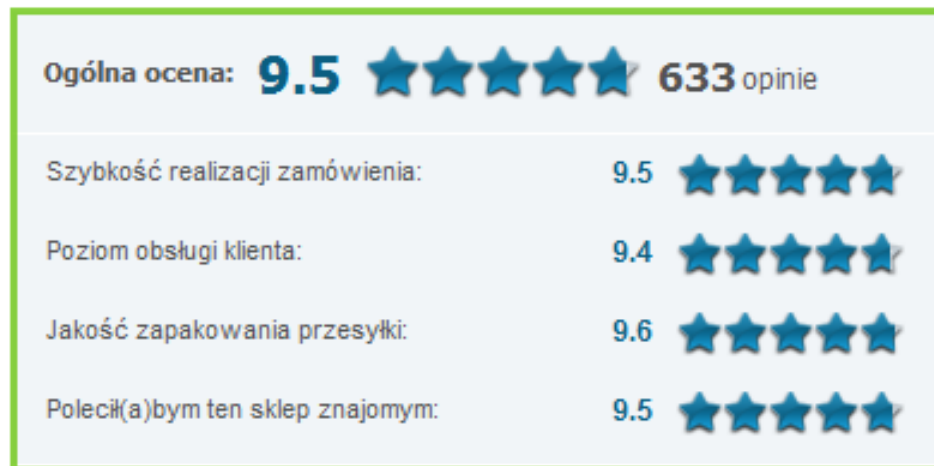 Ogólna ocena: 9.5 633 opinie
Szybkość realizacji zamówienia: 9.5
Poziom obsługi klienta: 9.4
Jakość zapakowania przesyłki: 9.6
Polecił(a)bym ten sklep znajomym: 9.5